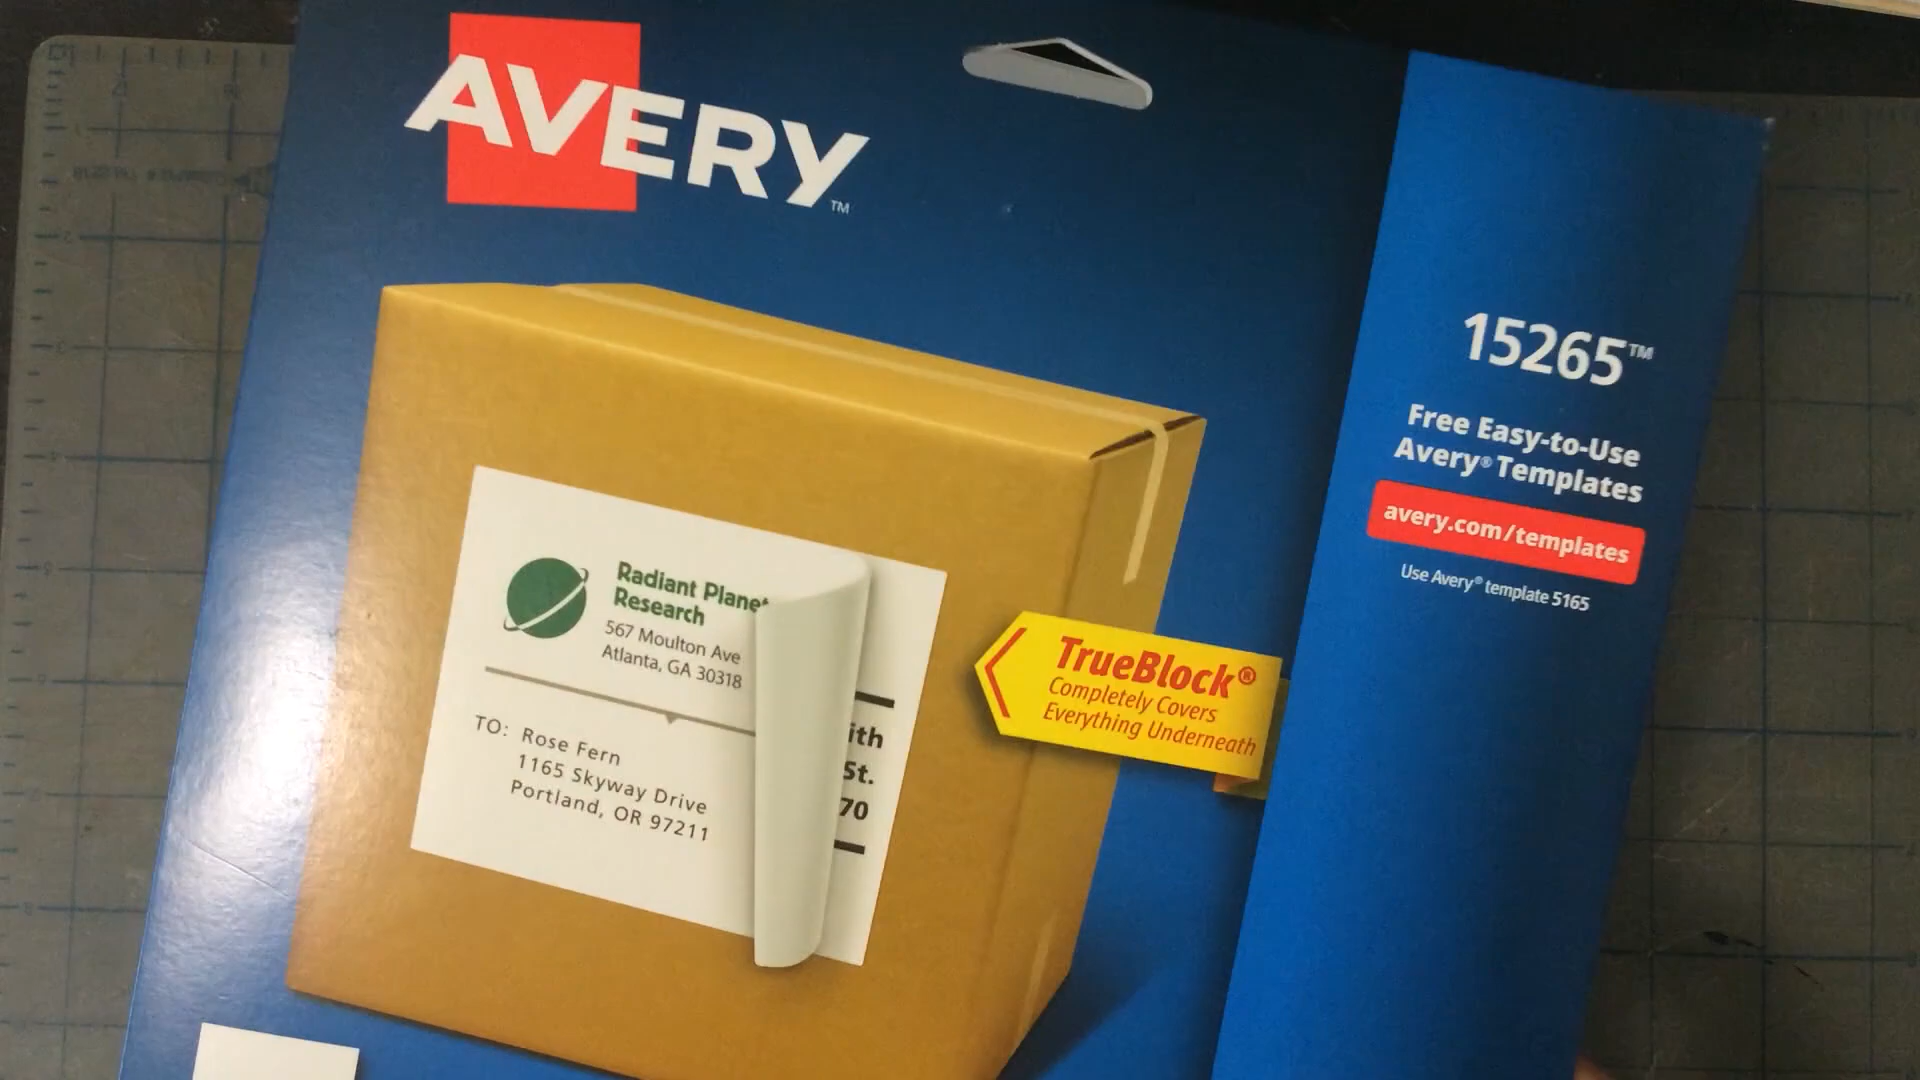 AVERY™
15265™
Free Easy-to-Use
Avery® Templates
avery.com/templates
Use Avery® template 5165
Radiant Planet
Research
567 Moulton Ave
Atlanta, GA 30318
TO: Rose Fern
1165 Skyway Drive
Portland, OR 97211
ith
St.
70
TrueBlock®
Completely Covers
Everything Underneath